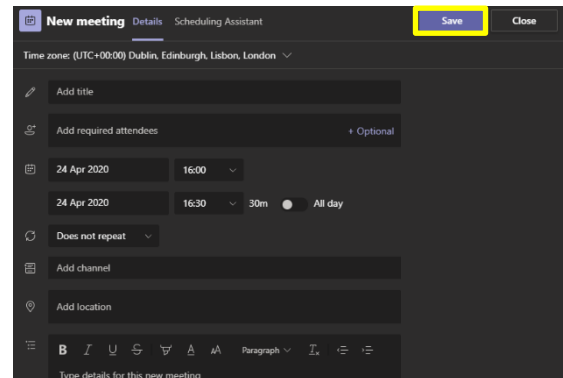 New meeting Details Scheduling Assistant Save Close
Time zone: (UTC+00:00) Dublin, Edinburgh, Lisbon, London
Add title
Add required attendees + Optional
24 Apr 2020 16:00
24 Apr 2020 16:30 30m All day
Does not repeat
Add channel
Add location
B I U S A AA Paragraph Ix
Type details for this new meeting